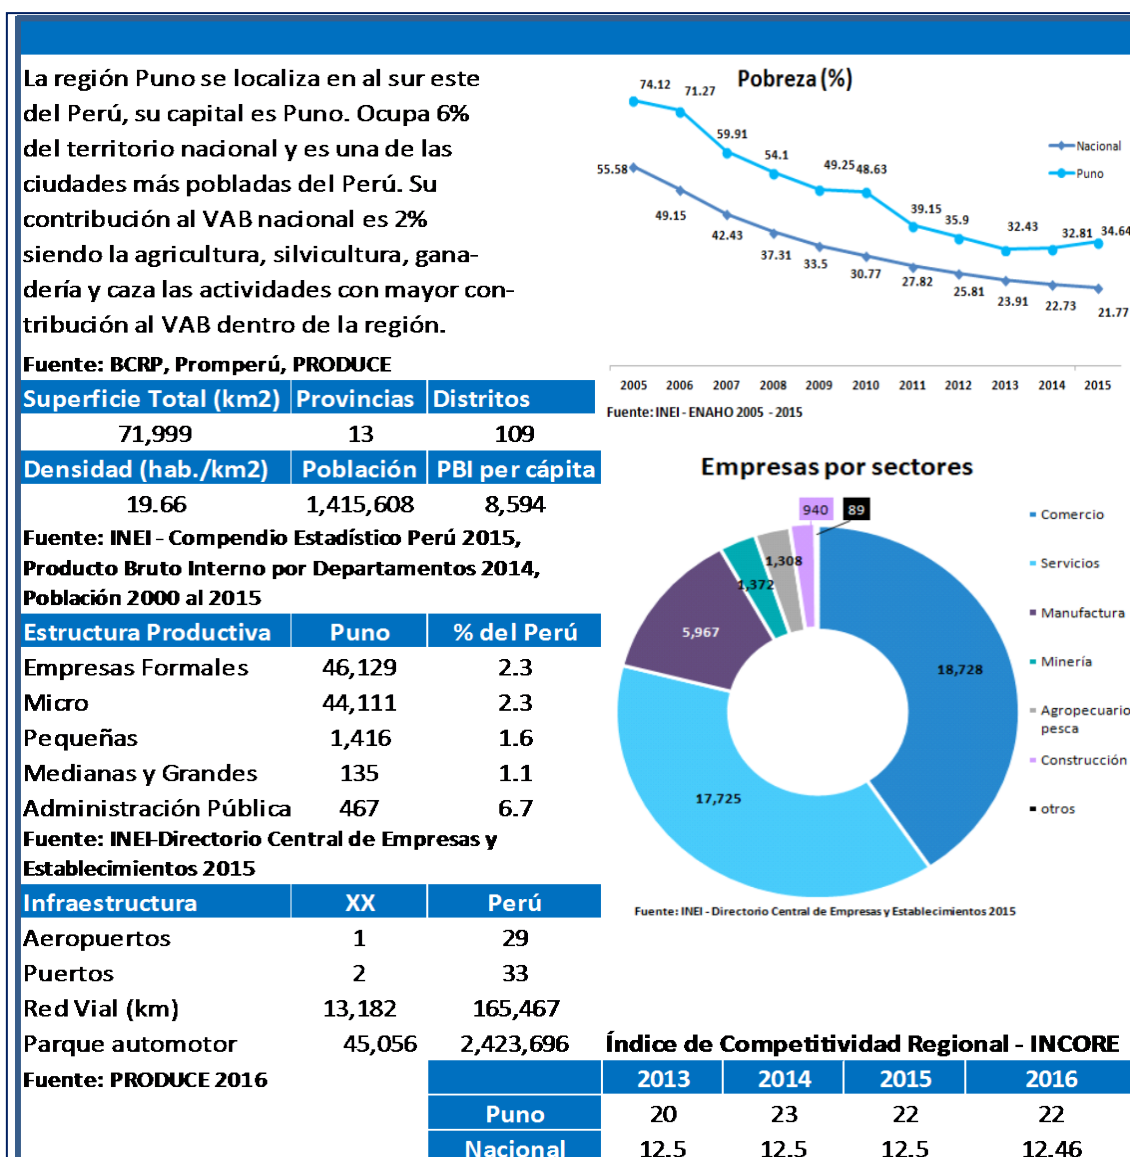 La región Puno se localiza en al sur este
del Perú, su capital es Puno. Ocupa 6%
del territorio nacional y es una de las
ciudades más pobladas del Perú. Su
contribución al VAB nacional es 2%
siendo la agricultura, silvicultura, gana-
dería y caza las actividades con mayor con-
tribución al VAB dentro de la región.
Fuente: BCRP, Promperú, PRODUCE
Superficie Total (km2) Provincias Distritos
71,999 13 109
Densidad (hab./km2) Población PBI per cápita
19.66 1,415,608 8,594
Fuente: INEI - Compendio Estadístico Perú 2015,
Producto Bruto Interno por Departamentos 2014,
Población 2000 al 2015
Estructura Productiva Puno % del Perú
Empresas Formales 46,129 2.3
Micro 44,111 2.3
Pequeñas 1,416 1.6
Medianas y Grandes 135 1.1
Administración Pública 467 6.7
Fuente: INEI-Directorio Central de Empresas y
Establecimientos 2015
Infraestructura XX Perú
Aeropuertos 1 29
Puertos 2 33
Red Vial (km) 13,182 165,467
Parque automotor 45,056 2,423,696
Fuente: PRODUCE 2016
Pobreza (%)
74.12 71.27 59.91 54.1 49.25 48.63 39.15 35.9 32.43 32.81 34.64
55.58 49.15 42.43 37.31 33.5 30.77 27.82 25.81 23.91 22.73 21.77
Nacional
Puno
2005 2006 2007 2008 2009 2010 2011 2012 2013 2014 2015
Fuente: INEI - ENAHO 2005 - 2015
Empresas por sectores
940 89
1,308
1,372
5,967
18,728
17,725
Comercio
Servicios
Manufactura
Minería
Agropecuario
pesca
Construcción
otros
Fuente: INEI - Directorio Central de Empresas y Establecimientos 2015
Índice de Competitividad Regional - INCORE
2013 2014 2015 2016
Puno 20 23 22 22
Nacional 12.5 12.5 12.5 12.46